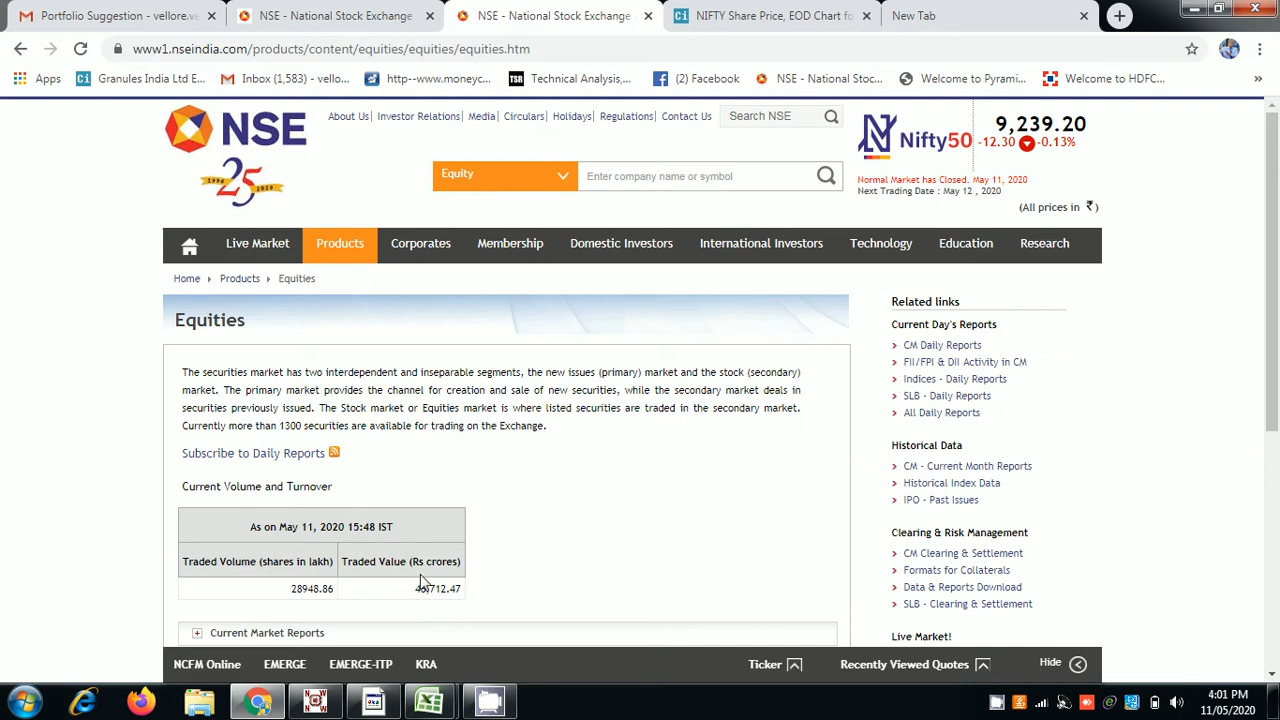 Portfolio Suggestion - vellore.ve
NSE - National Stock Exchange
NSE - National Stock Exchange
NIFTY Share Price, EOD Chart for
New Tab
www1.nseindia.com/products/content/equities/equities/equities.htm
Apps
Granules India Ltd E...
Inbox (1,583) - vello...
http--www.moneyc...
Technical Analysis,...
(2) Facebook
NSE - National Stoc...
Welcome to Pyrami...
Welcome to HDFC...
»
NSE
1994 25 2019
About Us | Investor Relations | Media | Circulars | Holidays | Regulations | Contact Us
Search NSE
Nifty50
9,239.20
-12.30 -0.13%
Equity
Enter company name or symbol
Normal Market has Closed. May 11, 2020
Next Trading Date : May 12 , 2020
(All prices in ₹ )
Live Market
Products
Corporates
Membership
Domestic Investors
International Investors
Technology
Education
Research
Home
Products
Equities
Equities
The securities market has two interdependent and inseparable segments, the new issues (primary) market and the stock (secondary)
market. The primary market provides the channel for creation and sale of new securities, while the secondary market deals in
securities previously issued. The Stock market or Equities market is where listed securities are traded in the secondary market.
Currently more than 1300 securities are available for trading on the Exchange.
Subscribe to Daily Reports
Current Volume and Turnover
As on May 11, 2020 15:48 IST
Traded Volume (shares in lakh)
Traded Value (Rs crores)
28948.86
712.47
Current Market Reports
Related links
Current Day's Reports
CM Daily Reports
FII/FPI & DII Activity in CM
Indices - Daily Reports
SLB - Daily Reports
All Daily Reports
Historical Data
CM - Current Month Reports
Historical Index Data
IPO - Past Issues
Clearing & Risk Management
CM Clearing & Settlement
Formats for Collaterals
Data & Reports Download
SLB - Clearing & Settlement
Live Market!
NCFM Online
EMERGE
EMERGE-ITP
KRA
Ticker
Recently Viewed Quotes
Hide
4:01 PM
11/05/2020